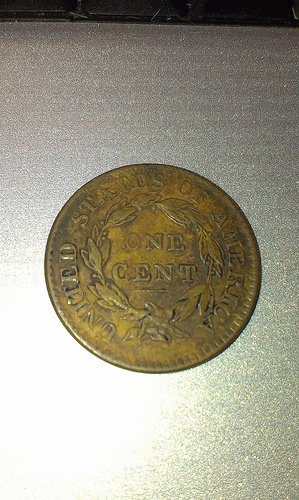 UNITED STATES OF AMERICA
ONE
CENT